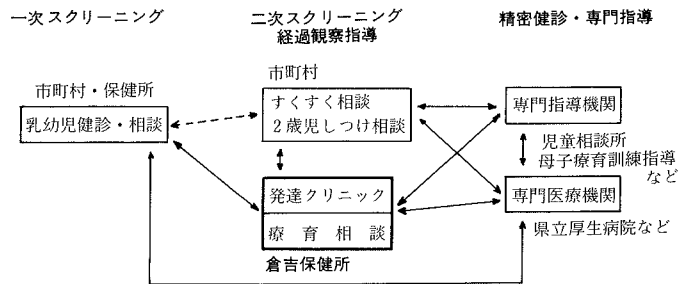 一次スクリーニング
二次スクリーニング
経過観察指導
精密健診・専門指導
市町村・保健所
乳幼児健診・相談
市町村
すくすく相談
2歳児しつけ相談
発達クリニック
療育相談
倉吉保健所
専門指導機関
児童相談所
母子療育訓練指導
など
専門医療機関
県立厚生病院など